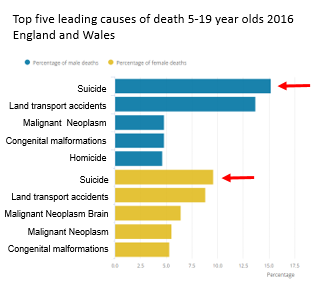 Top five leading causes of death 5-19 year olds 2016
England and Wales
Percentage of male deaths Percentage of female deaths
Suicide
Land transport accidents
Malignant Neoplasm
Congenital malformations
Homicide
Suicide
Land transport accidents
Malignant Neoplasm Brain
Malignant Neoplasm
Congenital malformations
0.0 2.5 5.0 7.5 10.0 12.5 15.0 17.5
Percentage